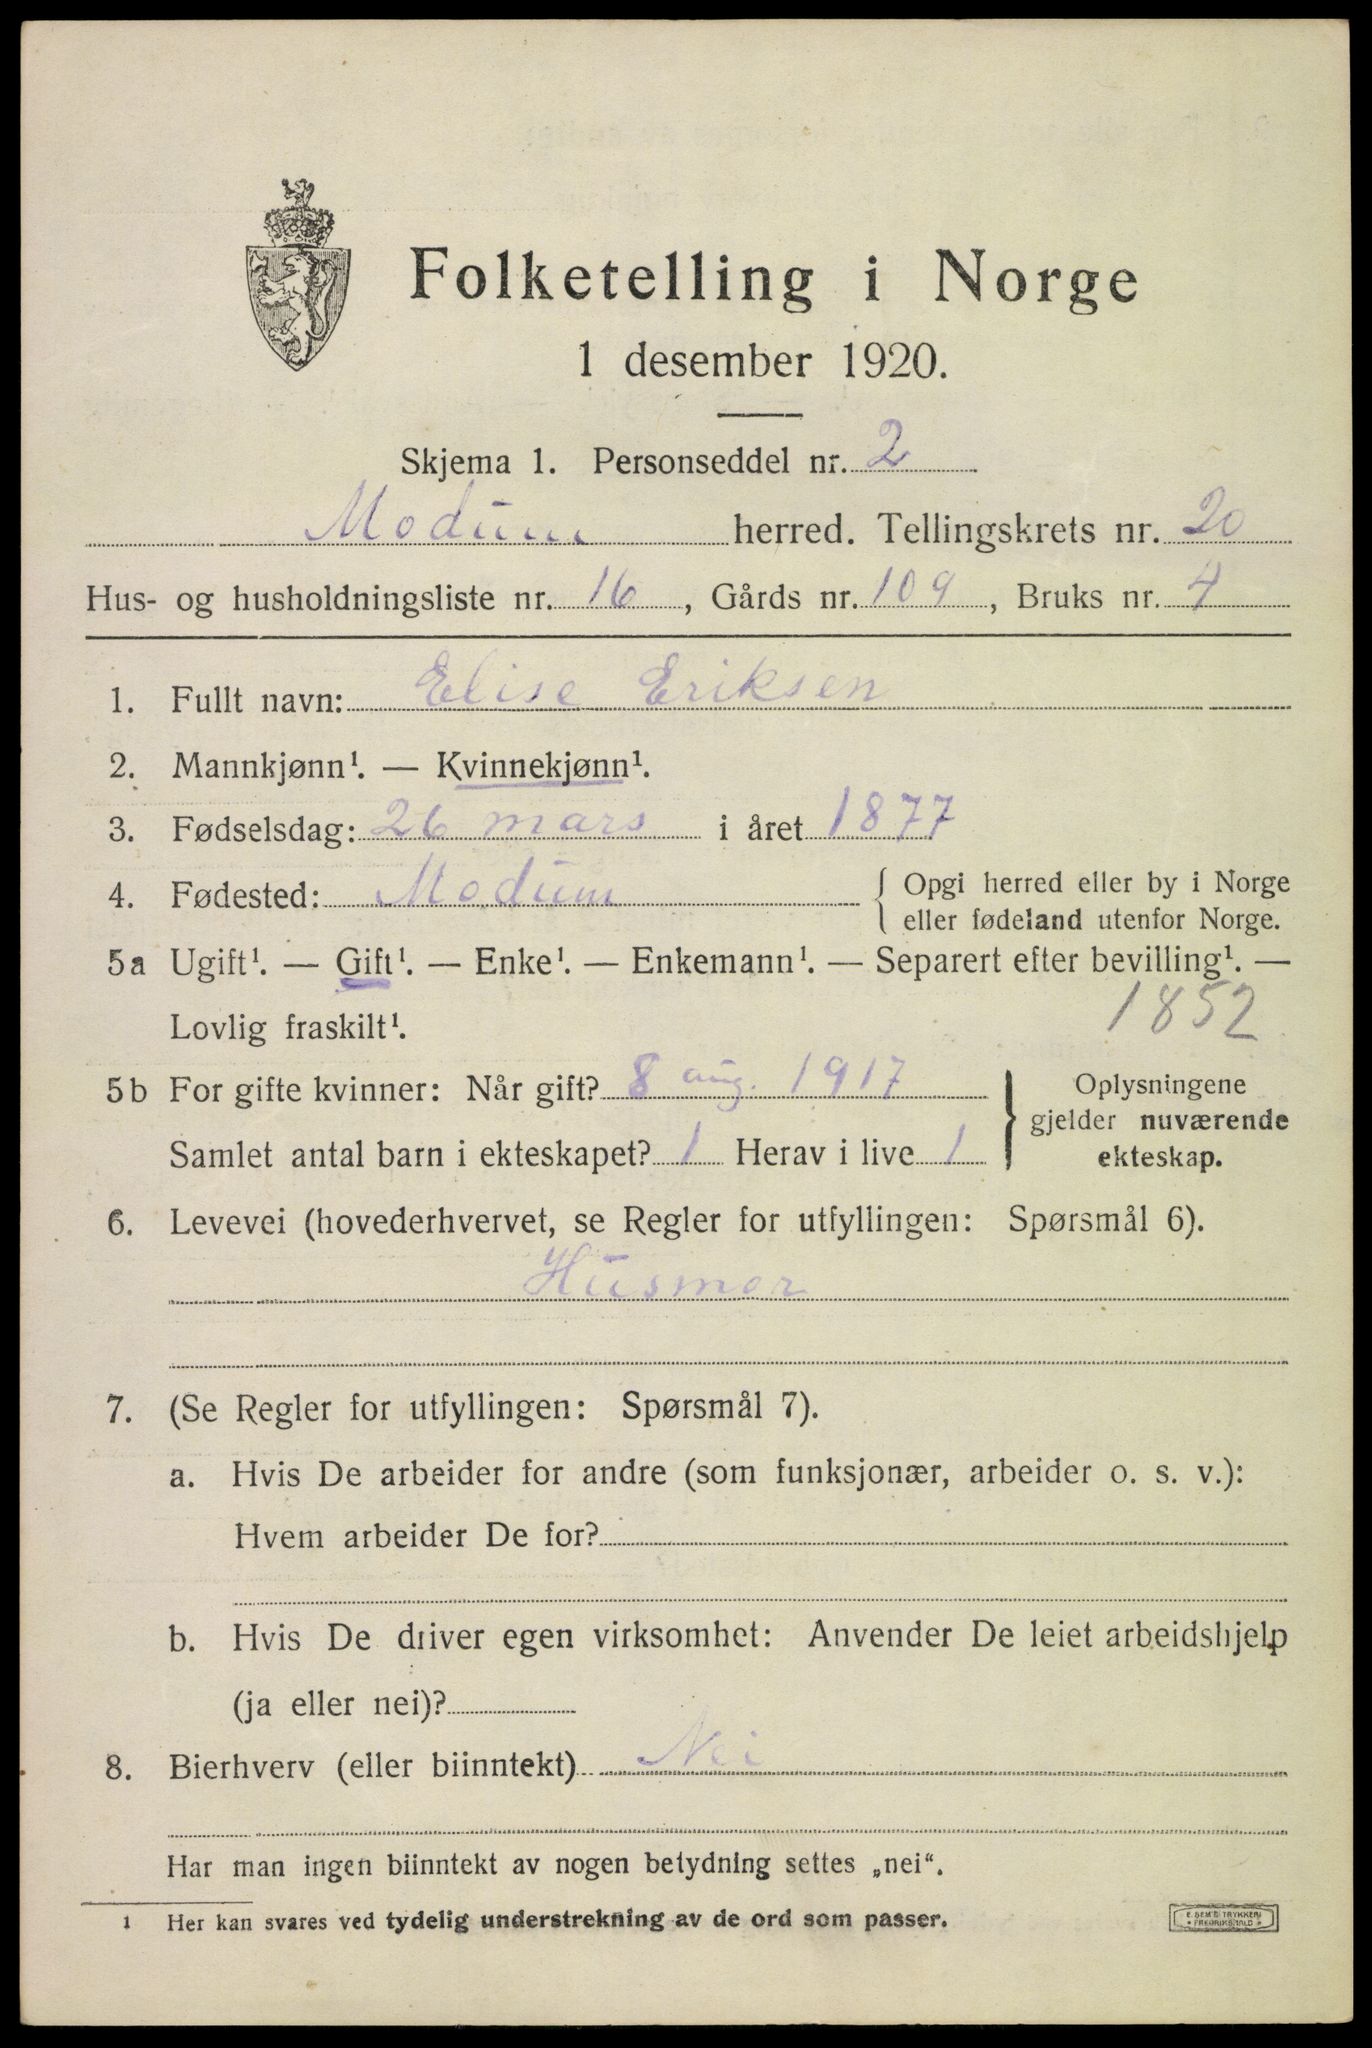 Folketelling i Norge
1 desember 1920.
Skjema 1. Personseddel nr. 2
Modum herred. Tellingskrets nr. 20
Hus- og husholdningsliste nr. 16, Gårds nr. 109, Bruks nr. 4
1. Fullt navn: Elise Eriksen
2. Mannkjønn¹. — Kvinnekjønn¹.
3. Fødselsdag: 26 mars i året 1877
4. Fødested: Modum { Opgi herred eller by i Norge
eller fødeland utenfor Norge.
5a Ugift¹. — Gift¹. — Enke¹. — Enkemann¹. — Separert efter bevilling¹. —
Lovlig fraskilt¹. 1852
5b For gifte kvinner: Når gift? 8 aug. 1917
Samlet antal barn i ekteskapet? 1 Herav i live 1
} Oplysningene
gjelder nuværende
ekteskap.
6. Levevei (hovederhvervet, se Regler for utfyllingen: Spørsmål 6).
Husmor
7. (Se Regler for utfyllingen: Spørsmål 7).
a. Hvis De arbeider for andre (som funksjonær, arbeider o. s. v.):
Hvem arbeider De for?
b. Hvis De driver egen virksomhet: Anvender De leiet arbeidshjelp
(ja eller nei)?
8. Bierhverv (eller biinntekt) Nei
Har man ingen biinntekt av nogen betydning settes „nei“.
1 Her kan svares ved tydelig understrekning av de ord som passer.
E. SEM'S TRYKKERI
• FREDRIKSHALD •